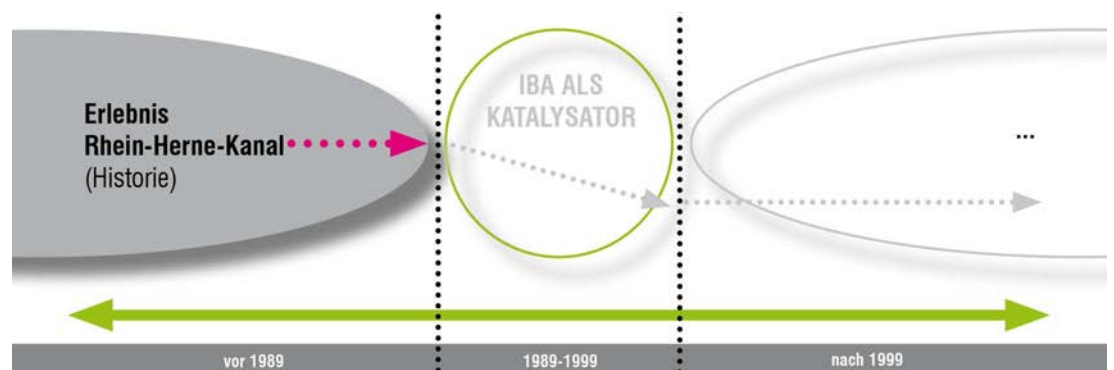 Erlebnis
Rhein-Herne-Kanal
(Historie)
IBA ALS
KATALYSATOR
...
vor 1989
1989-1999
nach 1999